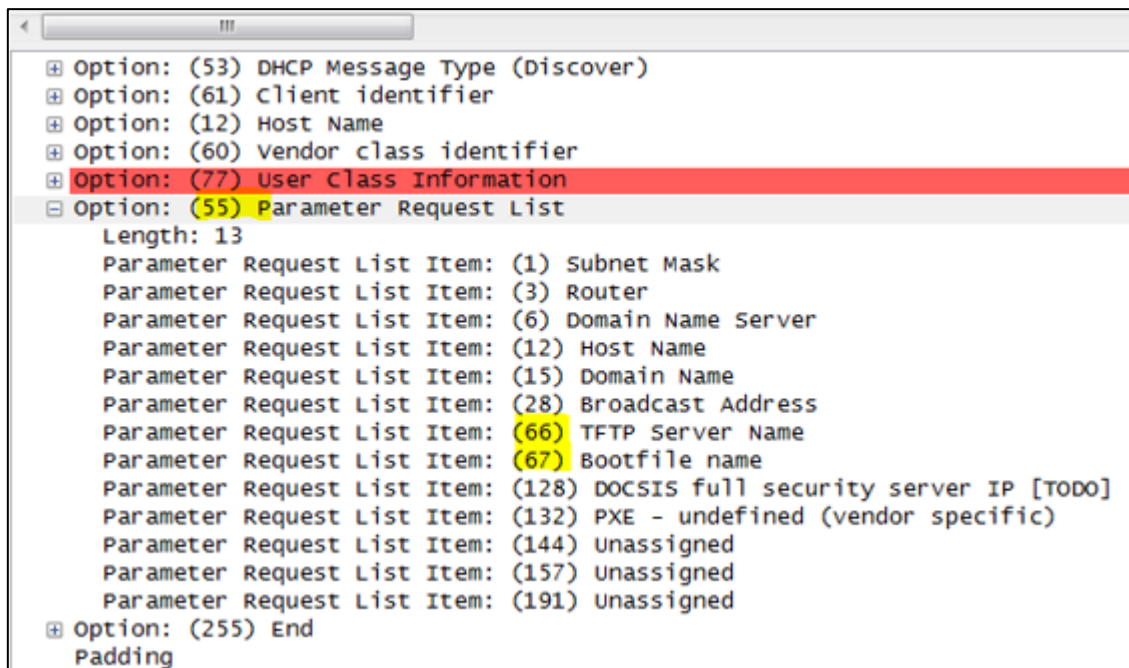 Option: (53) DHCP Message Type (Discover)
Option: (61) Client identifier
Option: (12) Host Name
Option: (60) Vendor class identifier
Option: (77) User Class Information
Option: (55) Parameter Request List
Length: 13
Parameter Request List Item: (1) Subnet Mask
Parameter Request List Item: (3) Router
Parameter Request List Item: (6) Domain Name Server
Parameter Request List Item: (12) Host Name
Parameter Request List Item: (15) Domain Name
Parameter Request List Item: (28) Broadcast Address
Parameter Request List Item: (66) TFTP Server Name
Parameter Request List Item: (67) Bootfile name
Parameter Request List Item: (128) DOCSIS full security server IP [TODO]
Parameter Request List Item: (132) PXE - undefined (vendor specific)
Parameter Request List Item: (144) Unassigned
Parameter Request List Item: (157) Unassigned
Parameter Request List Item: (191) Unassigned
Option: (255) End
Padding